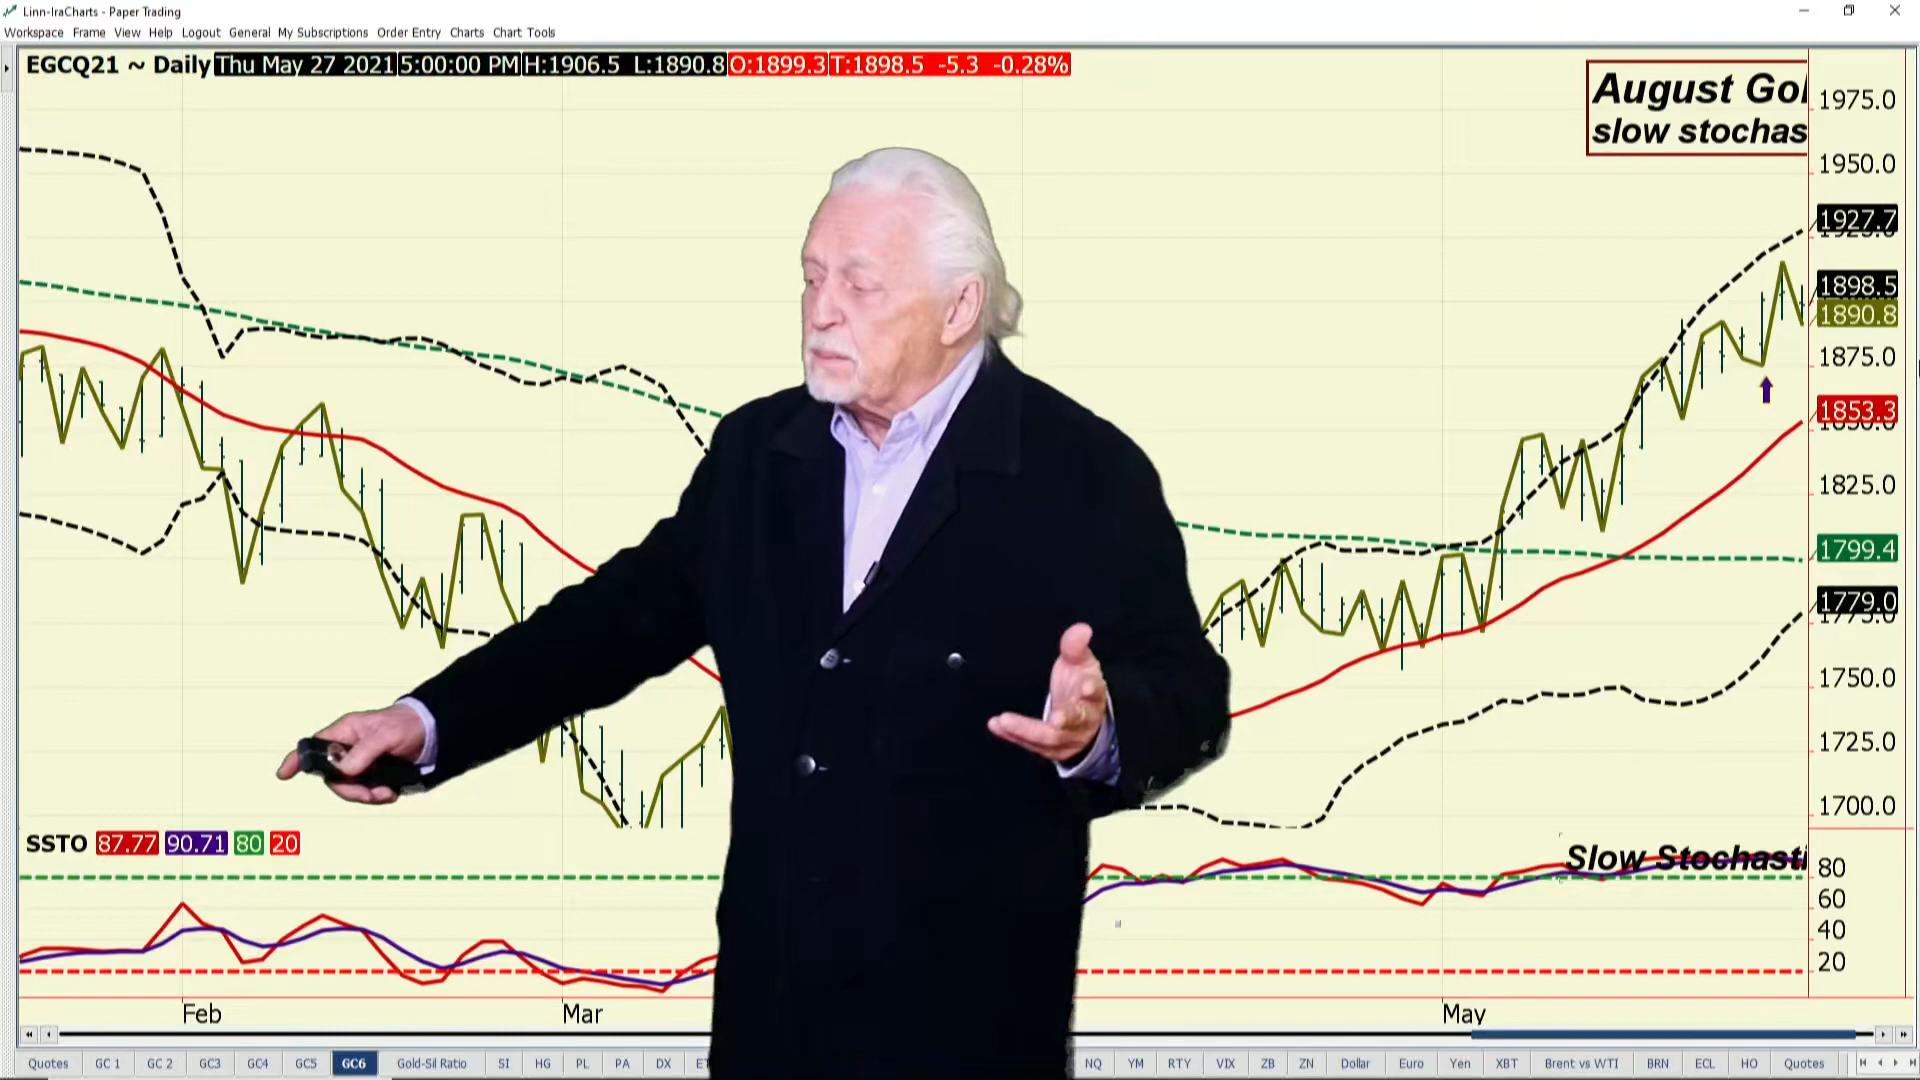 Linn-IraCharts - Paper Trading
Workspace Frame View Help Logout General My Subscriptions Order Entry Charts Chart Tools
EGCQ21 ~ Daily Thu May 27 2021 5:00:00 PM H:1906.5 L:1890.8 O:1899.3 T:1898.5 -5.3 -0.28%
August Gol
slow stochas
1975.0
1950.0
1927.7
1898.5
1890.8
1875.0
1853.3
1825.0
1799.4
1779.0
1750.0
1725.0
1700.0
SSTO 87.77 90.71 80 20
Slow Stochasti
80
60
40
20
Feb Mar May
Quotes GC 1 GC 2 GC3 GC4 GC5 GC6 Gold-Sil Ratio SI HG PL PA DX ET NQ YM RTY VIX ZB ZN Dollar Euro Yen XBT Brent vs WTI BRN ECL HO Quotes